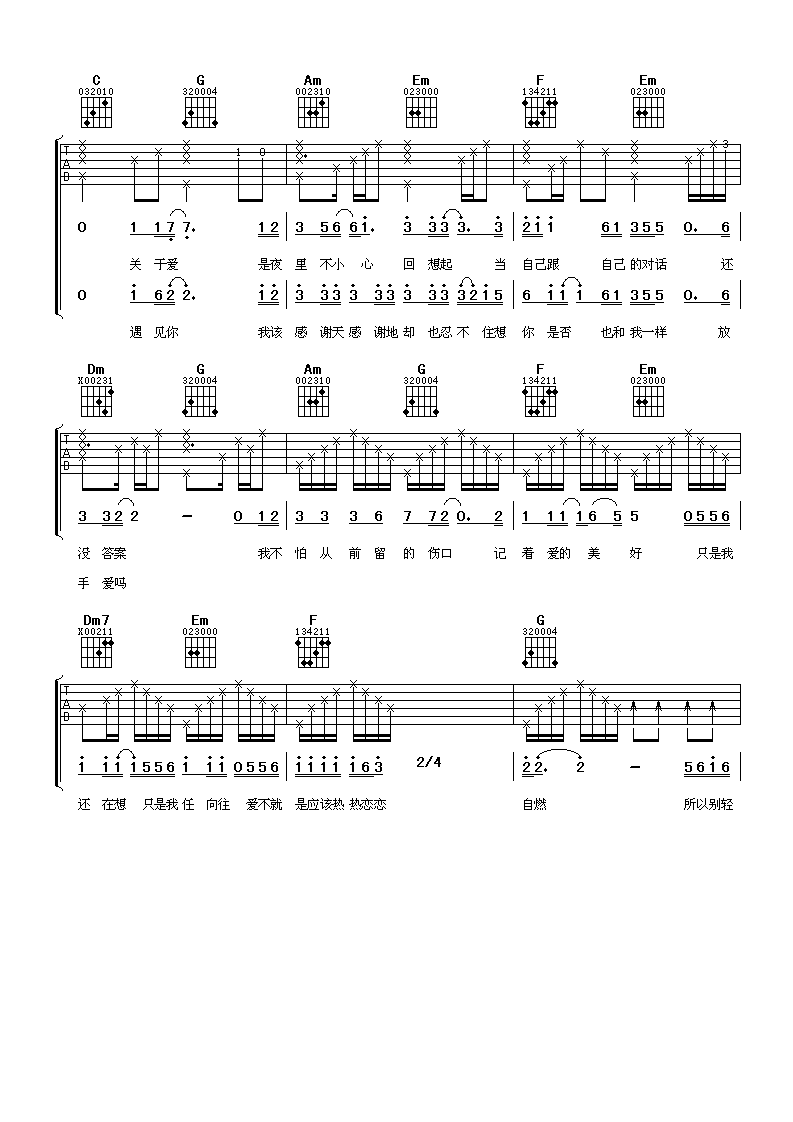 C G Am Em F Em
032010 320004 002310 023000 134211 023000
T A B 1 0 3
0 1 1 7 7. 1 2 | 3 5 6 6 1. 3 3 3 3. 3 | 2 1 1 6 1 3 5 5 0. 6
关 于爱 是夜 里 不小 心 回 想起 当 自己跟 自己 的对话 还
0 1 6 2 2. 1 2 | 3 3 3 3 3 3 3 3 3 2 1 5 | 6 1 1 1 6 1 3 5 5 0. 6
遇 见你 我该 感 谢天 感 谢地 却 也忍 不 住想 你 是否 也和 我一样 放
Dm G Am G F Em
X00231 320004 002310 320004 134211 023000
T A B
3 3 2 2 - 0 1 2 | 3 3 3 6 7 7 2 0. 2 | 1 1 1 1 6 5 5 0 5 5 6
没 答案 我不 怕 从 前 留 的 伤口 记 着 爱的 美 好 只是我
手 爱吗
Dm7 Em F G
X00211 023000 134211 320004
T A B
1 1 1 1 5 5 6 1 1 1 0 5 5 6 | 1 1 1 1 1 6 3 2/4 | 2 2. 2 - 5 6 1 6
还 在想 只是我 任 向往 爱不就 是应该热 热恋恋 自燃 所以别轻